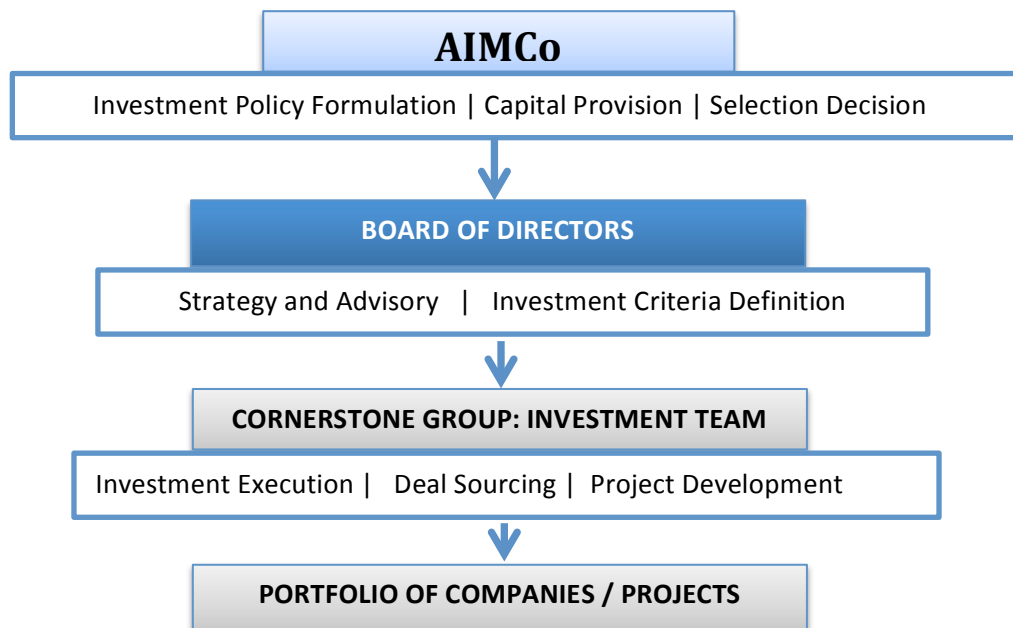 AIMCo
Investment Policy Formulation | Capital Provision | Selection Decision
BOARD OF DIRECTORS
Strategy and Advisory | Investment Criteria Definition
CORNERSTONE GROUP: INVESTMENT TEAM
Investment Execution | Deal Sourcing | Project Development
PORTFOLIO OF COMPANIES / PROJECTS